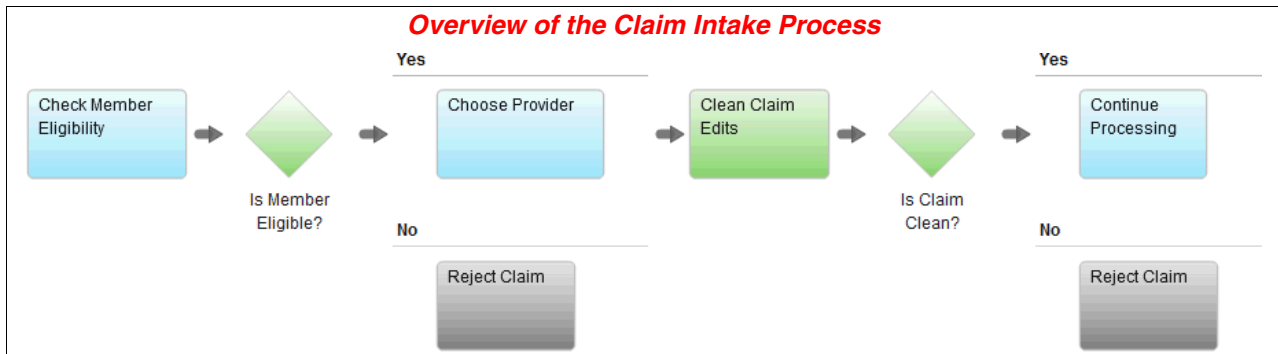 Overview of the Claim Intake Process
Yes
Yes
Check Member
Eligibility
Choose Provider
Clean Claim
Edits
Continue
Processing
Is Member
Eligible?
Is Claim
Clean?
No
No
Reject Claim
Reject Claim